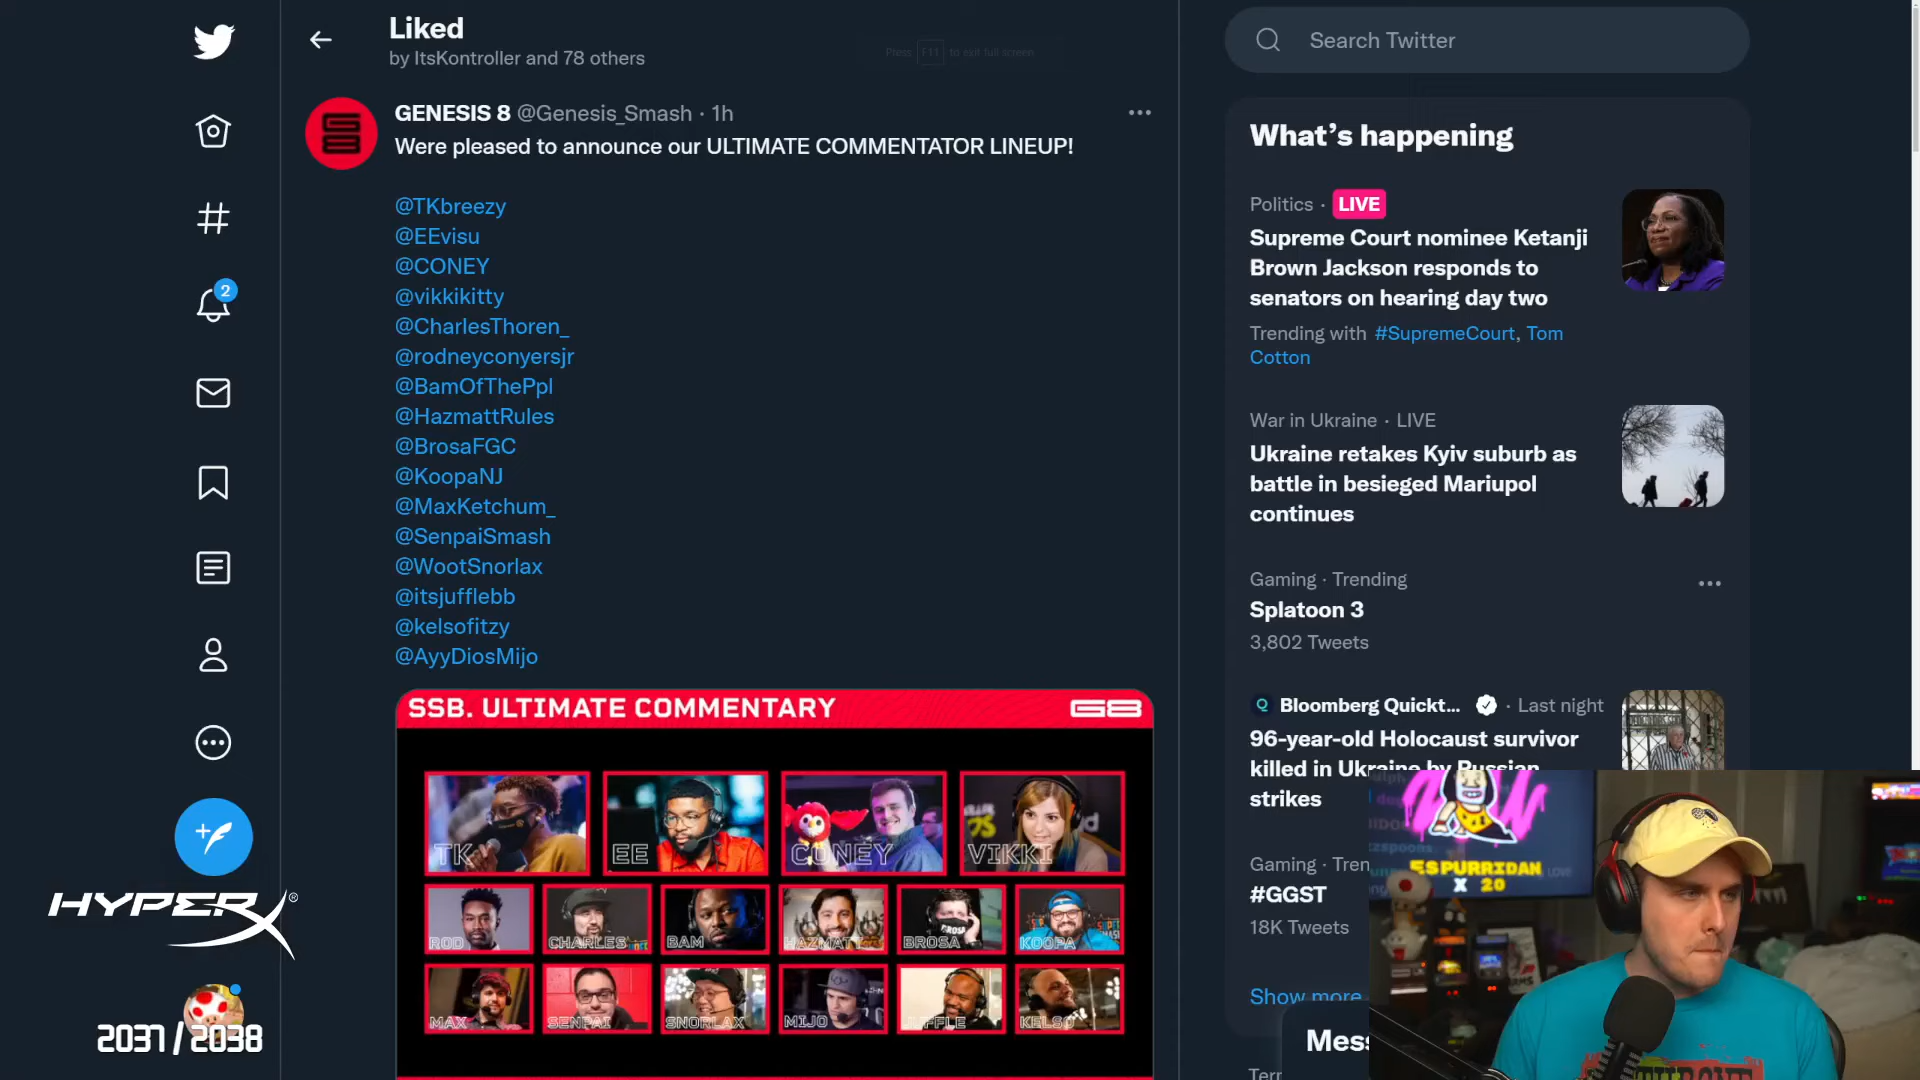 Liked
by ItsKontroller and 78 others
Press F11 to exit full screen
Search Twitter
GENESIS 8 @Genesis_Smash · 1h
Were pleased to announce our ULTIMATE COMMENTATOR LINEUP!
@TKbreezy
@EEvisu
@CONEY
@vikkikitty
@CharlesThoren_
@rodneyconyersjr
@BamOfThePpl
@HazmattRules
@BrosaFGC
@KoopaNJ
@MaxKetchum_
@SenpaiSmash
@WootSnorlax
@itsjufflebb
@kelsofitzy
@AyyDiosMijo
SSB. ULTIMATE COMMENTARY G8
TK EE CONEY VIKKI
ROD CHARLES BAM HAZMATT BROSA KOOPA
MAX SENPAI SNORLAX MIJO JUFFLE KELSO
2
HYPERX®
2037 / 2038
What's happening
Politics · LIVE
Supreme Court nominee Ketanji
Brown Jackson responds to
senators on hearing day two
Trending with #SupremeCourt, Tom
Cotton
War in Ukraine · LIVE
Ukraine retakes Kyiv suburb as
battle in besieged Mariupol
continues
Gaming · Trending
Splatoon 3
3,802 Tweets
Bloomberg Quickt... · Last night
96-year-old Holocaust survivor
killed in Ukraine by Russian
strikes
Gaming · Tren
#GGST
18K Tweets
Show more
Mess
Terr
ESPURRIDAN
X 20
LOVE